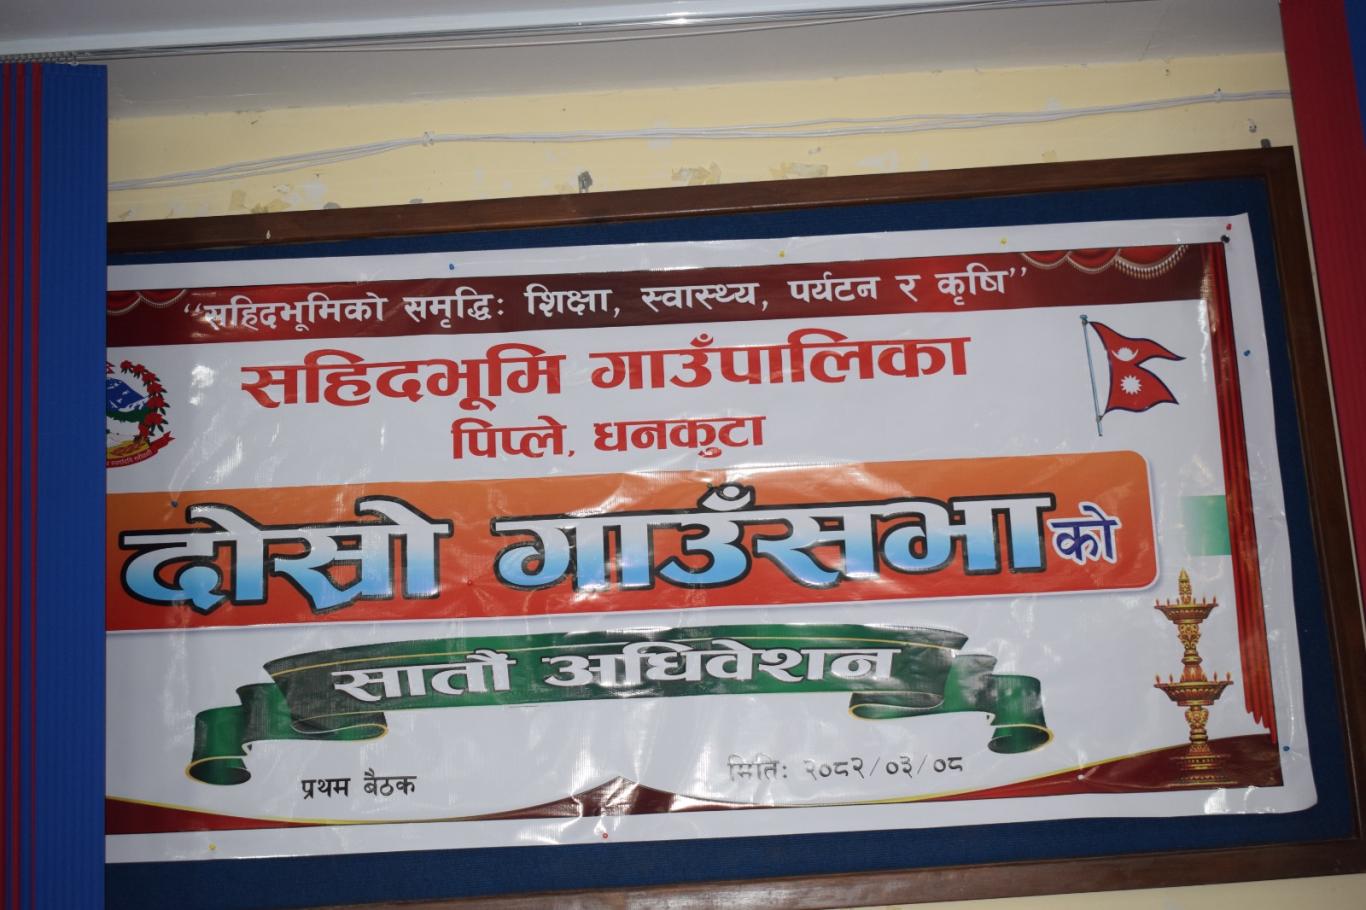 “सहिदभूमिको समृद्धिः शिक्षा, स्वास्थ्य, पर्यटन र कृषि”
सहिदभूमि गाउँपालिका
पिप्ले, धनकुटा
दोस्रो गाउँसभाको
सातौं अधिवेशन
प्रथम बैठक
मितिः २०८२/०३/०८